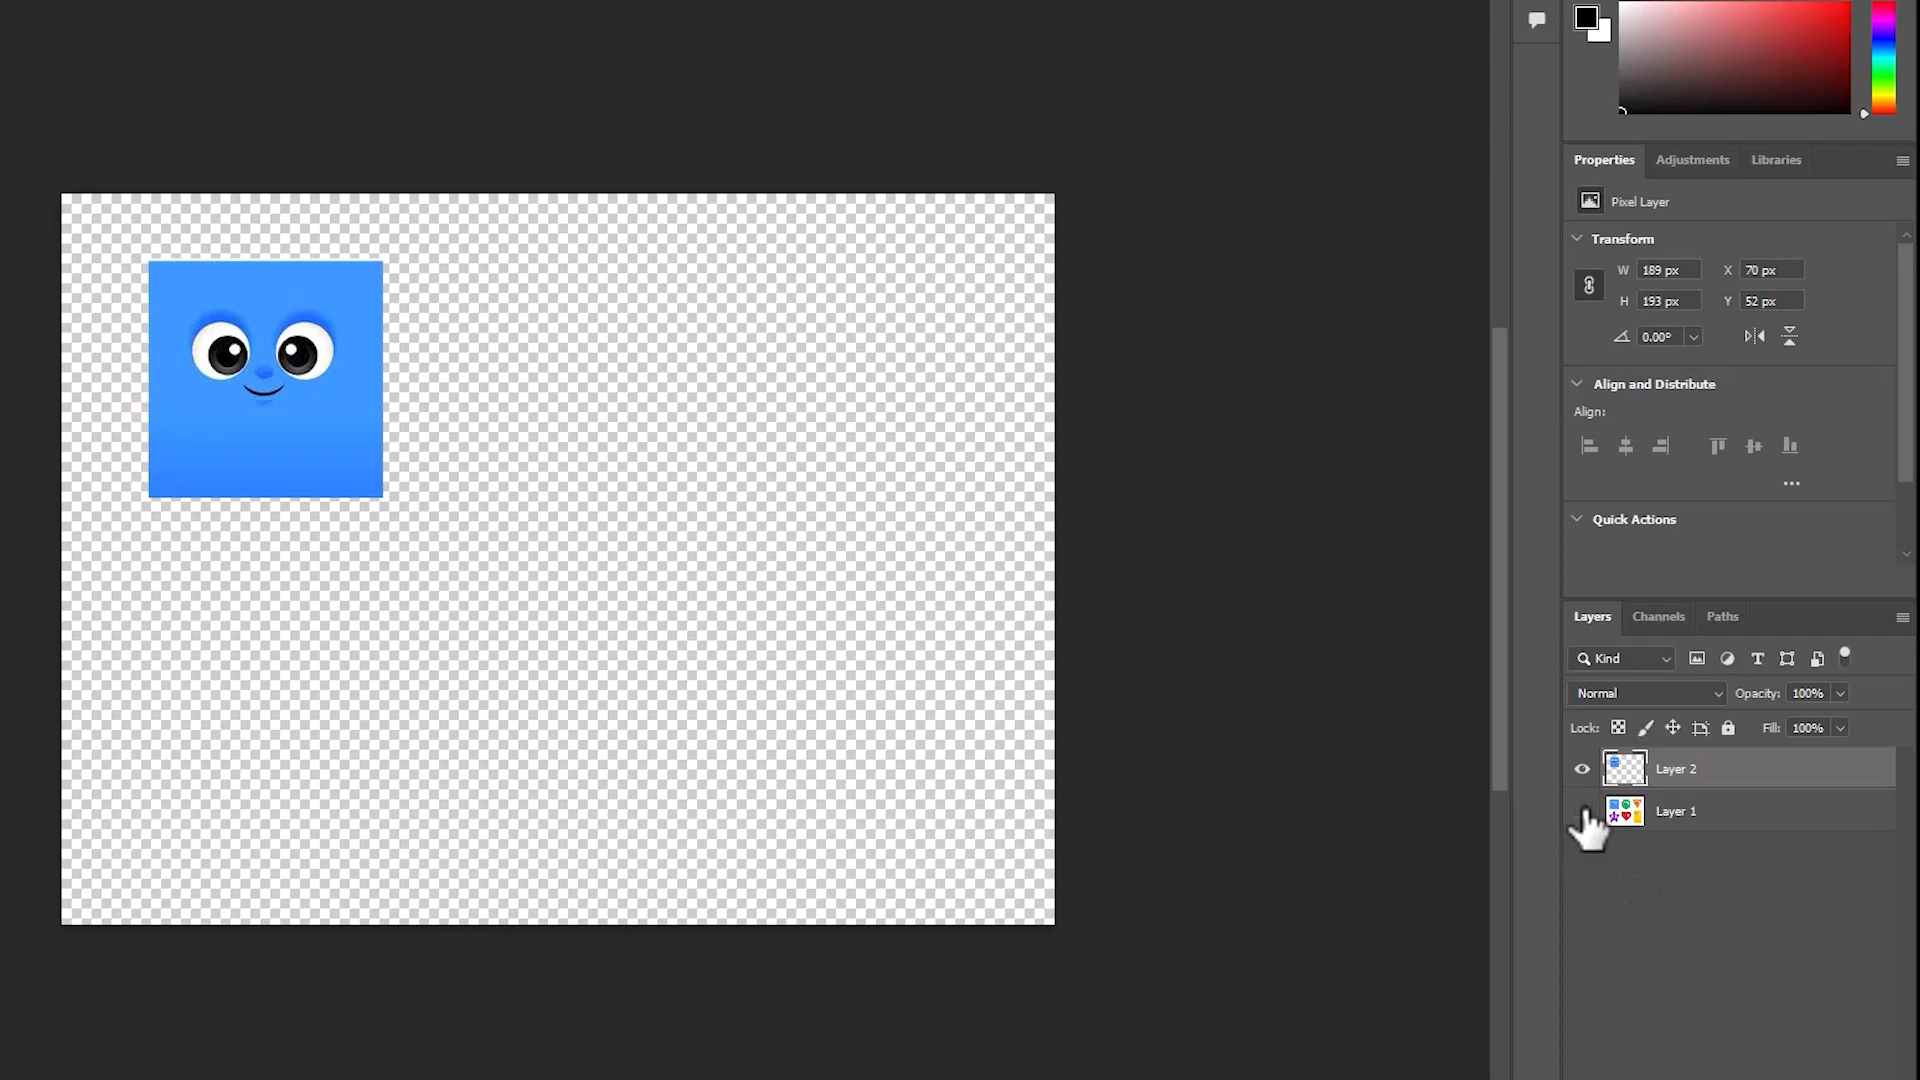 Properties Adjustments Libraries
Pixel Layer
Transform
W 189 px X 70 px
H 193 px Y 52 px
0.00°
Align and Distribute
Align:
Quick Actions
Layers Channels Paths
Kind
Normal Opacity: 100%
Lock: Fill: 100%
Layer 2
Layer 1